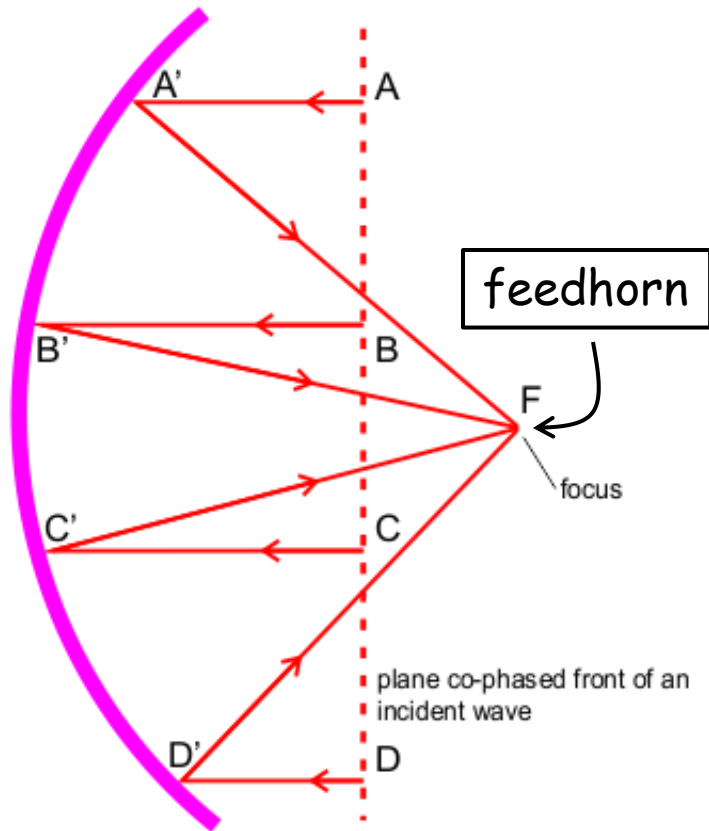 A’
A
feedhorn
B’
B
F
focus
C’
C
plane co-phased front of an
incident wave
D’
D